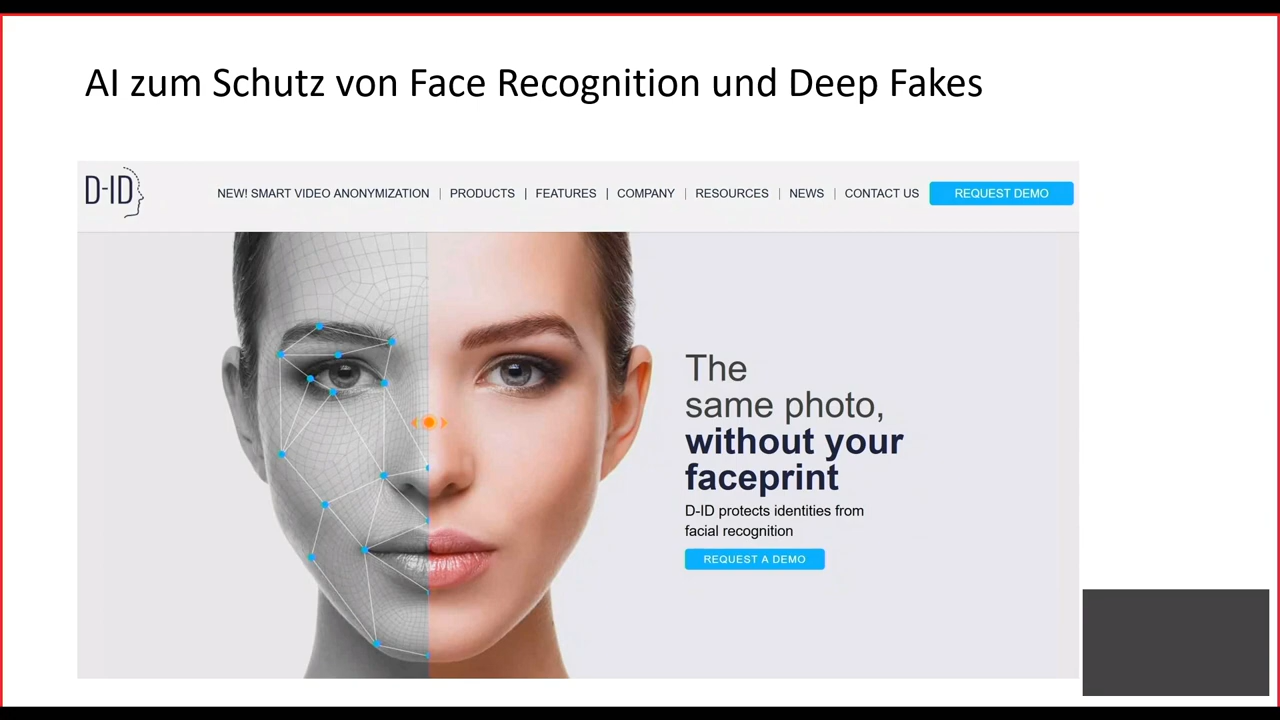 AI zum Schutz von Face Recognition und Deep Fakes
D-ID
NEW! SMART VIDEO ANONYMIZATION | PRODUCTS | FEATURES | COMPANY | RESOURCES | NEWS | CONTACT US REQUEST DEMO
The
same photo,
without your
faceprint
D-ID protects identities from
facial recognition
REQUEST A DEMO